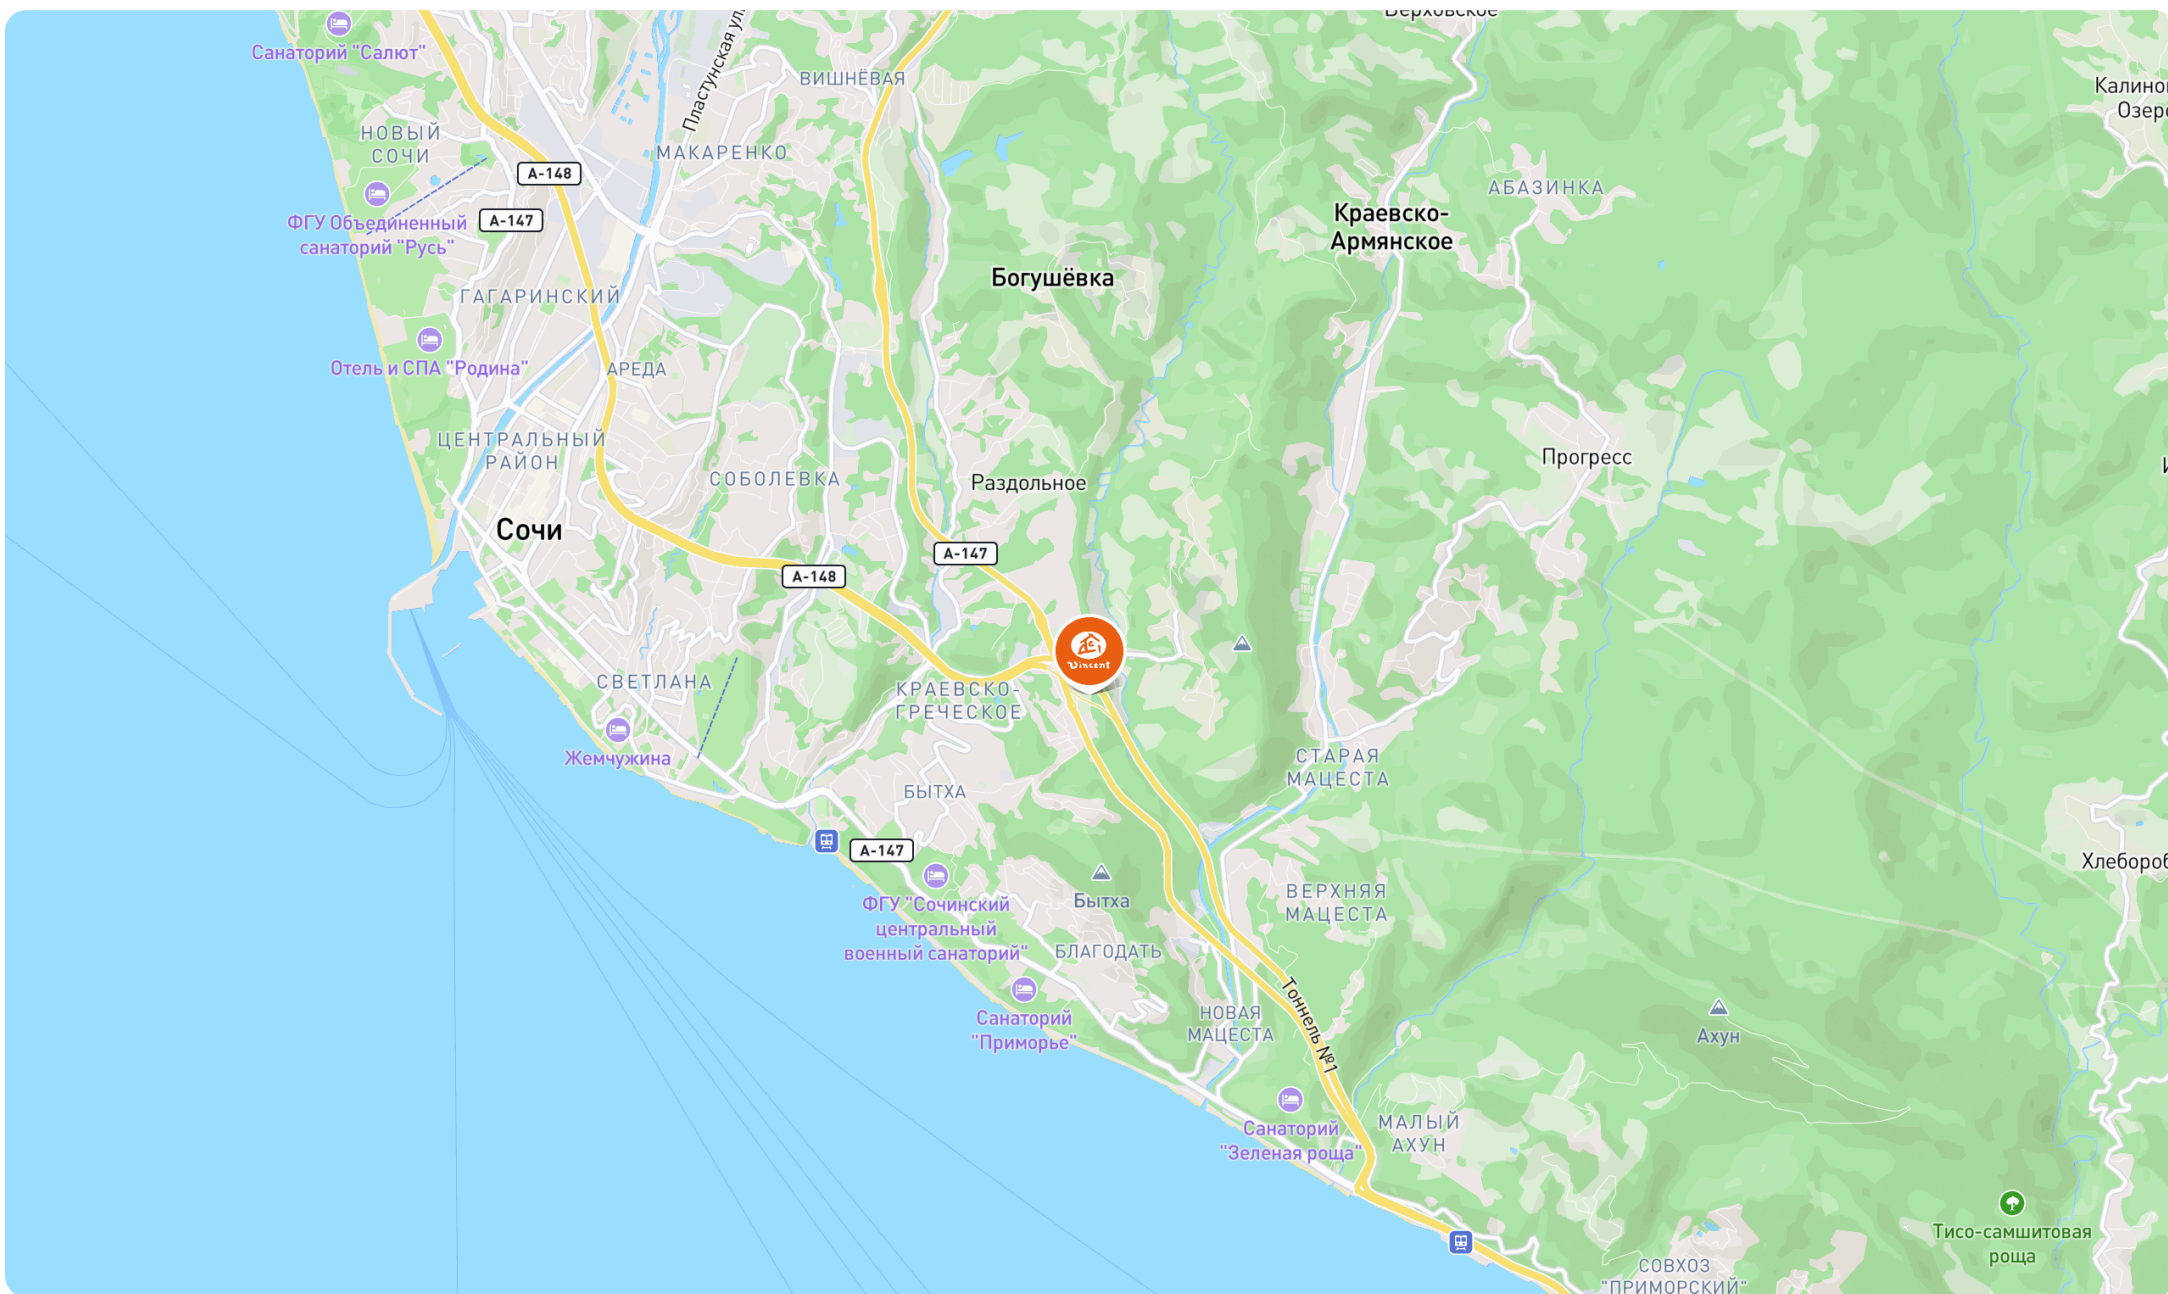 Верховское
Санаторий "Салют"
Пластунская ул.
ВИШНЁВАЯ
НОВЫЙ
СОЧИ
МАКАРЕНКО
А-148
АБАЗИНКА
ФГУ Объединенный
санаторий "Русь"
А-147
Краевско-
Армянское
Богушёвка
ГАГАРИНСКИЙ
Отель и СПА "Родина"
АРЕДА
ЦЕНТРАЛЬНЫЙ
РАЙОН
СОБОЛЕВКА
Раздольное
Прогресс
Сочи
А-147
А-148
Vincent
СВЕТЛАНА
КРАЕВСКО-
ГРЕЧЕСКОЕ
Жемчужина
СТАРАЯ
МАЦЕСТА
БЫТХА
А-147
Хлебороб
ФГУ "Сочинский
центральный
военный санаторий"
Бытха
ВЕРХНЯЯ
МАЦЕСТА
БЛАГОДАТЬ
Санаторий
"Приморье"
НОВАЯ
МАЦЕСТА
Тоннель №1
Ахун
Санаторий
"Зеленая роща"
МАЛЫЙ
АХУН
Тисо-самшитовая
роща
СОВХОЗ
"ПРИМОРСКИЙ"